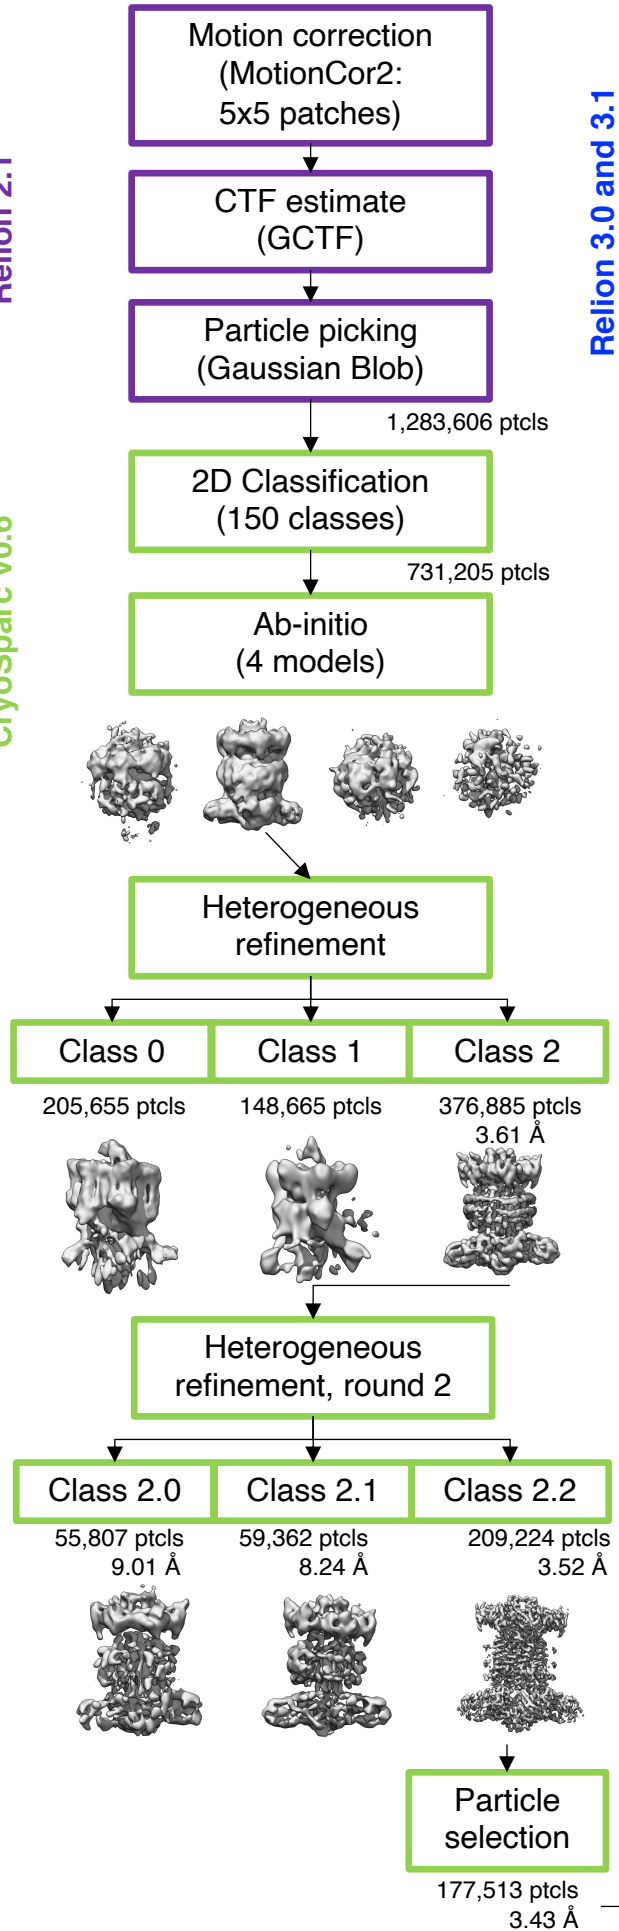 Motion correction
(MotionCor2:
5x5 patches)
Relion 3.0 and 3.1
CTF estimate
(GCTF)
Particle picking
(Gaussian Blob)
1,283,606 ptcls
2D Classification
(150 classes)
731,205 ptcls
Ab-initio
(4 models)
Heterogeneous
refinement
Class 0
Class 1
Class 2
205,655 ptcls
148,665 ptcls
376,885 ptcls
3.61 Å
Heterogeneous
refinement, round 2
Class 2.0
Class 2.1
Class 2.2
55,807 ptcls
59,362 ptcls
209,224 ptcls
9.01 Å
8.24 Å
3.52 Å
Particle
selection
177,513 ptcls
3.43 Å